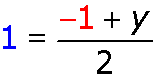 1 = (-1 + y)/2